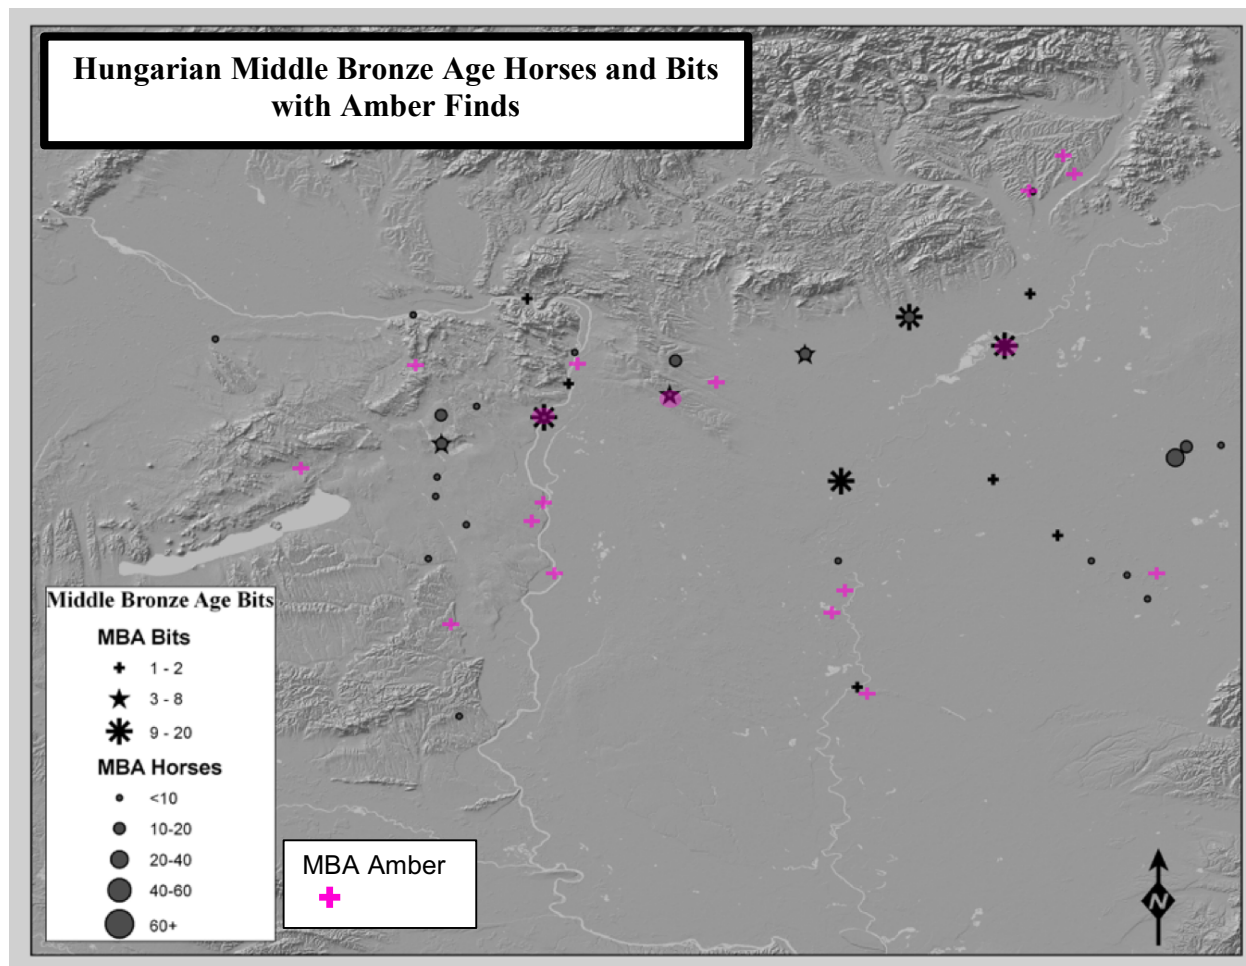 Hungarian Middle Bronze Age Horses and Bits
with Amber Finds
Middle Bronze Age Bits
MBA Bits
1 - 2
3 - 8
9 - 20
MBA Horses
<10
10-20
20-40
40-60
60+
MBA Amber
N